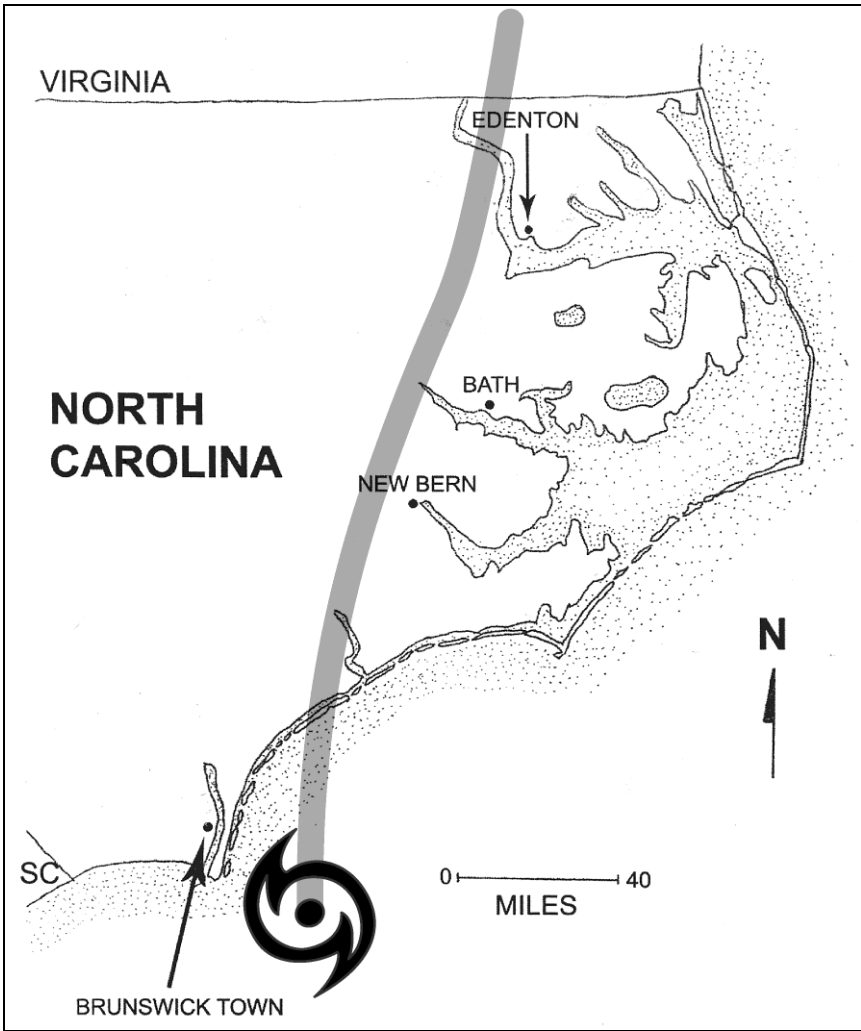 VIRGINIA
EDENTON
BATH
NORTH
CAROLINA
NEW BERN
N
SC
0 40
MILES
BRUNSWICK TOWN